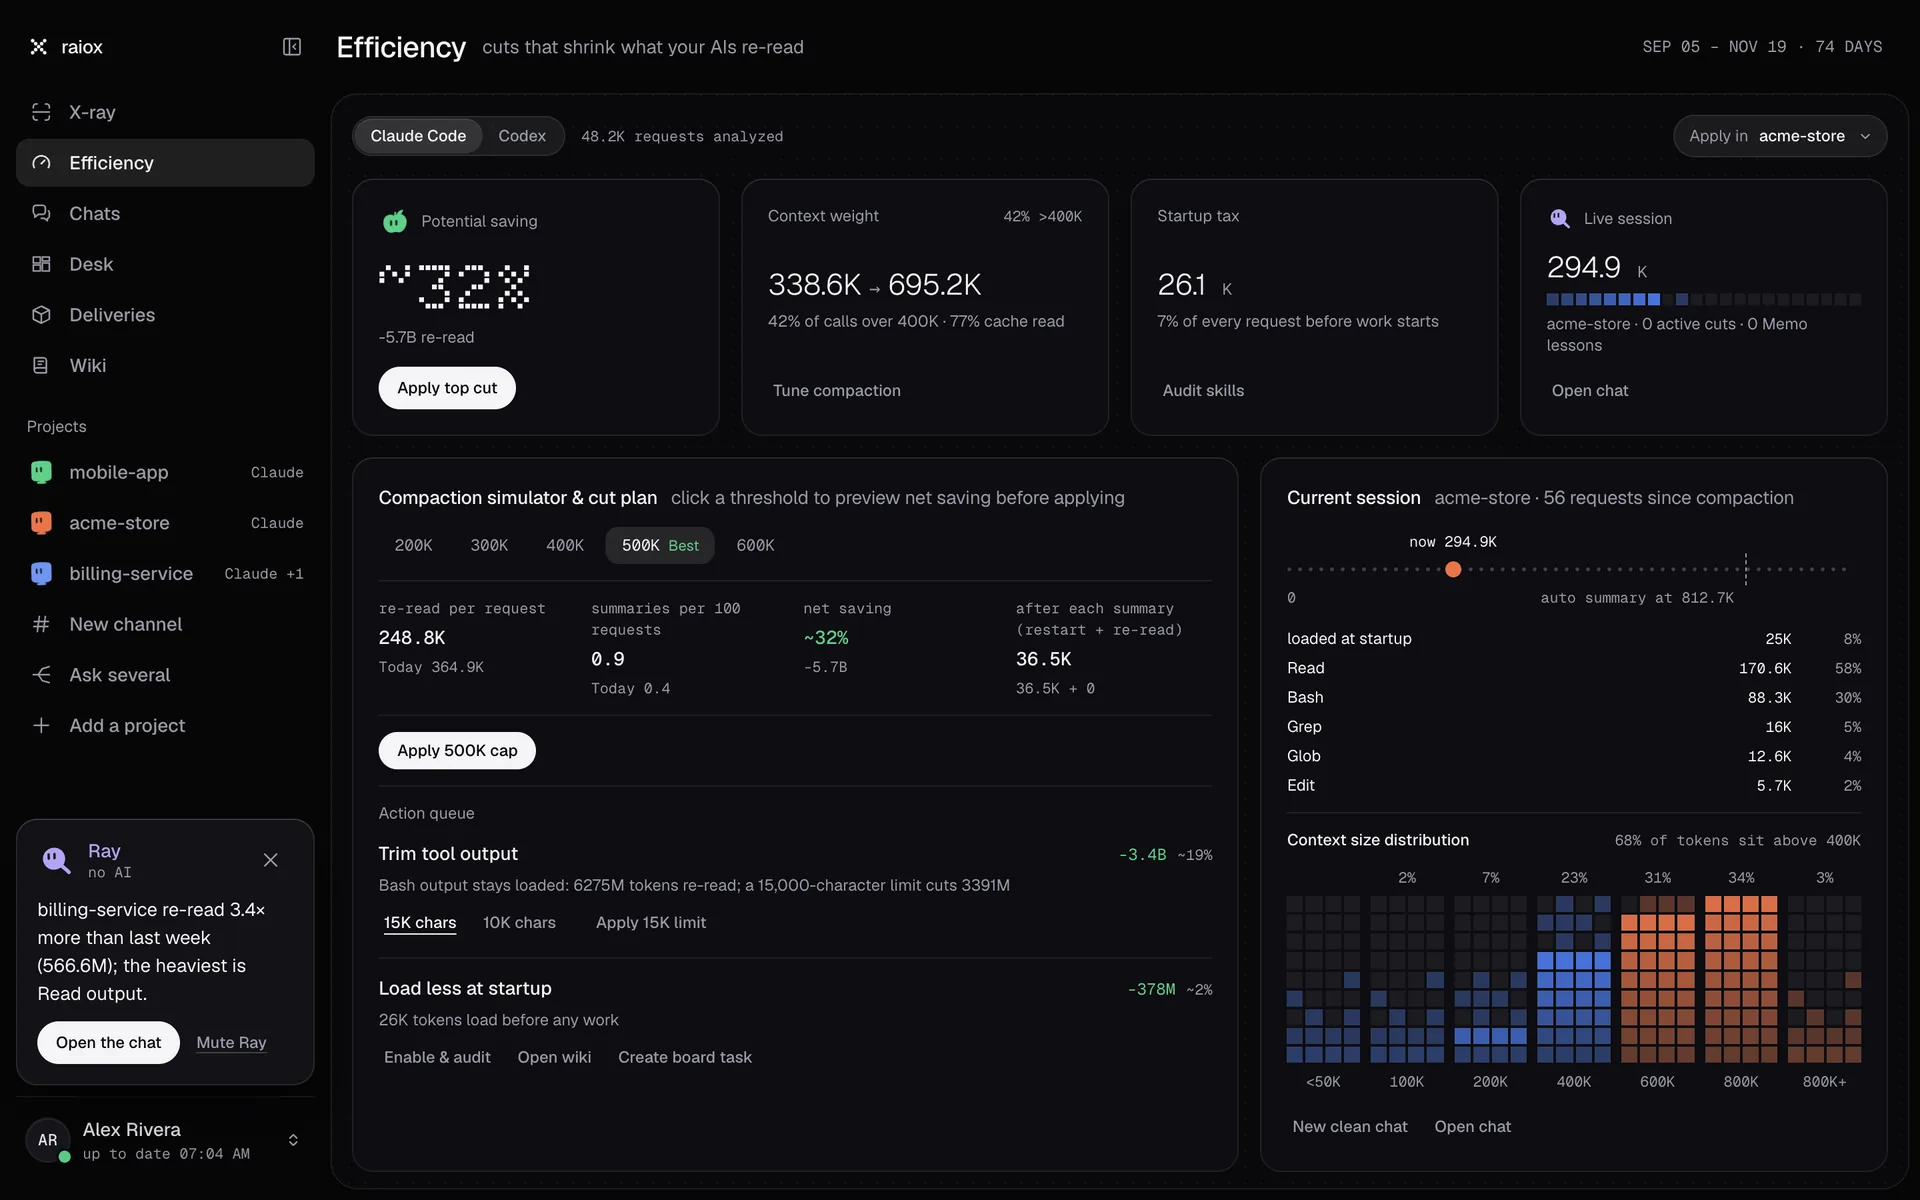 raiox
Efficiency cuts that shrink what your AIs re-read
SEP 05 – NOV 19 · 74 DAYS
X-ray
Efficiency
Chats
Desk
Deliveries
Wiki
Projects
mobile-app Claude
acme-store Claude
billing-service Claude +1
New channel
Ask several
Add a project
Ray
no AI
billing-service re-read 3.4×
more than last week
(566.6M); the heaviest is
Read output.
Open the chat Mute Ray
AR
Alex Rivera
up to date 07:04 AM
Claude Code Codex 48.2K requests analyzed
Apply in acme-store
Potential saving
~32%
-5.7B re-read
Apply top cut
Context weight 42% >400K
338.6K → 695.2K
42% of calls over 400K · 77% cache read
Tune compaction
Startup tax
26.1 K
7% of every request before work starts
Audit skills
Live session
294.9 K
acme-store · 0 active cuts · 0 Memo
lessons
Open chat
Compaction simulator & cut plan click a threshold to preview net saving before applying
200K 300K 400K 500K Best 600K
re-read per request
248.8K
Today 364.9K
summaries per 100
requests
0.9
Today 0.4
net saving
~32%
-5.7B
after each summary
(restart + re-read)
36.5K
36.5K + 0
Apply 500K cap
Action queue
Trim tool output -3.4B ~19%
Bash output stays loaded: 6275M tokens re-read; a 15,000-character limit cuts 3391M
15K chars 10K chars Apply 15K limit
Load less at startup -378M ~2%
26K tokens load before any work
Enable & audit Open wiki Create board task
Current session acme-store · 56 requests since compaction
now 294.9K
0 auto summary at 812.7K
loaded at startup 25K 8%
Read 170.6K 58%
Bash 88.3K 30%
Grep 16K 5%
Glob 12.6K 4%
Edit 5.7K 2%
Context size distribution 68% of tokens sit above 400K
2% 7% 23% 31% 34% 3%
<50K 100K 200K 400K 600K 800K 800K+
New clean chat Open chat